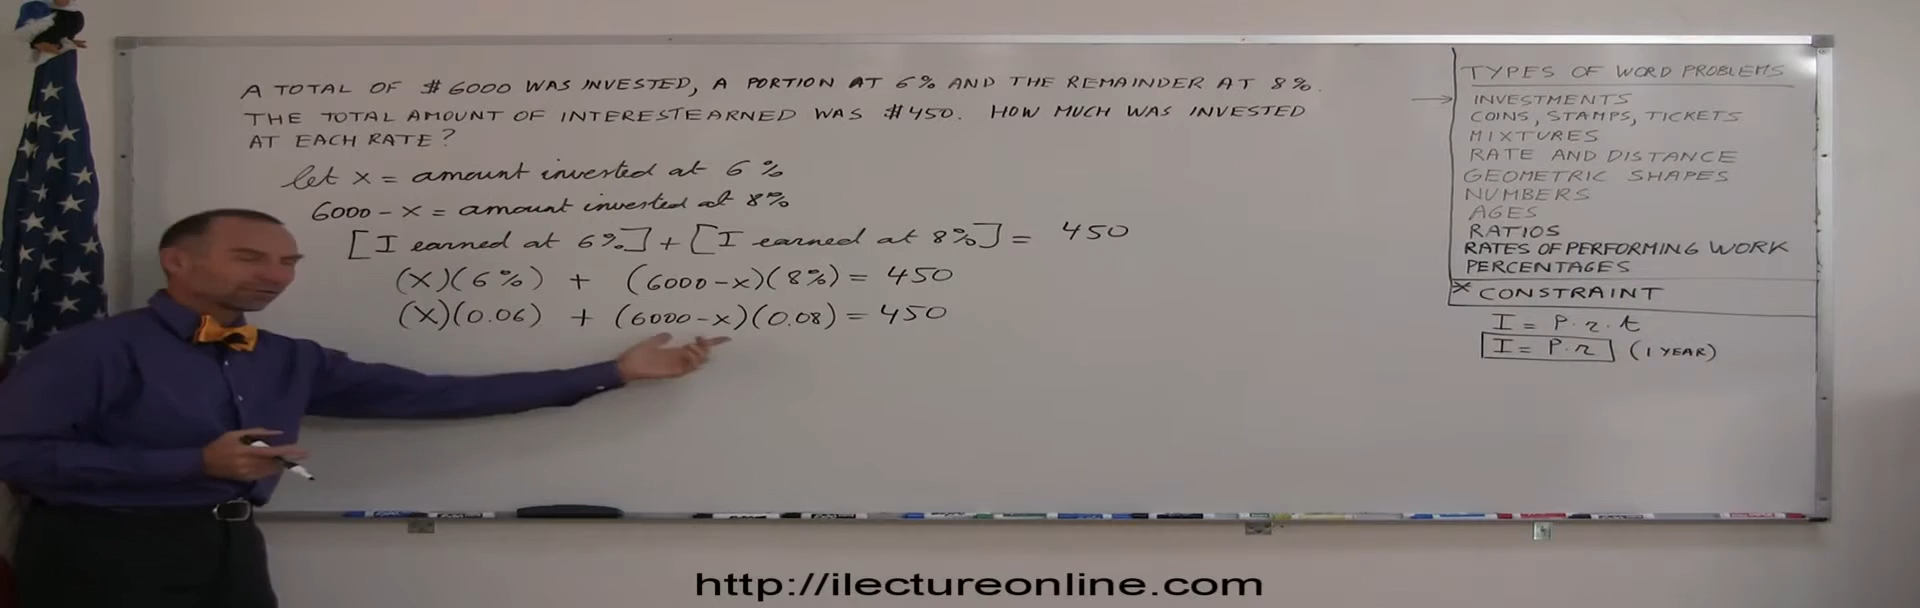 A TOTAL OF $6000 WAS INVESTED, A PORTION AT 6% AND THE REMAINDER AT 8%.
THE TOTAL AMOUNT OF INTERESTEARNED WAS $450. HOW MUCH WAS INVESTED
AT EACH RATE?
let x = amount invested at 6%
6000 - x = amount invested at 8%
[I earned at 6%] + [I earned at 8%] = 450
(x)(6%) + (6000-x)(8%) = 450
(x)(0.06) + (6000-x)(0.08) = 450
TYPES OF WORD PROBLEMS
→ INVESTMENTS
COINS, STAMPS, TICKETS
MIXTURES
RATE AND DISTANCE
GEOMETRIC SHAPES
NUMBERS
AGES
RATIOS
RATES OF PERFORMING WORK
PERCENTAGES
* CONSTRAINT
I = P.r.t
I = P.r (1 YEAR)
http://ilectureonline.com